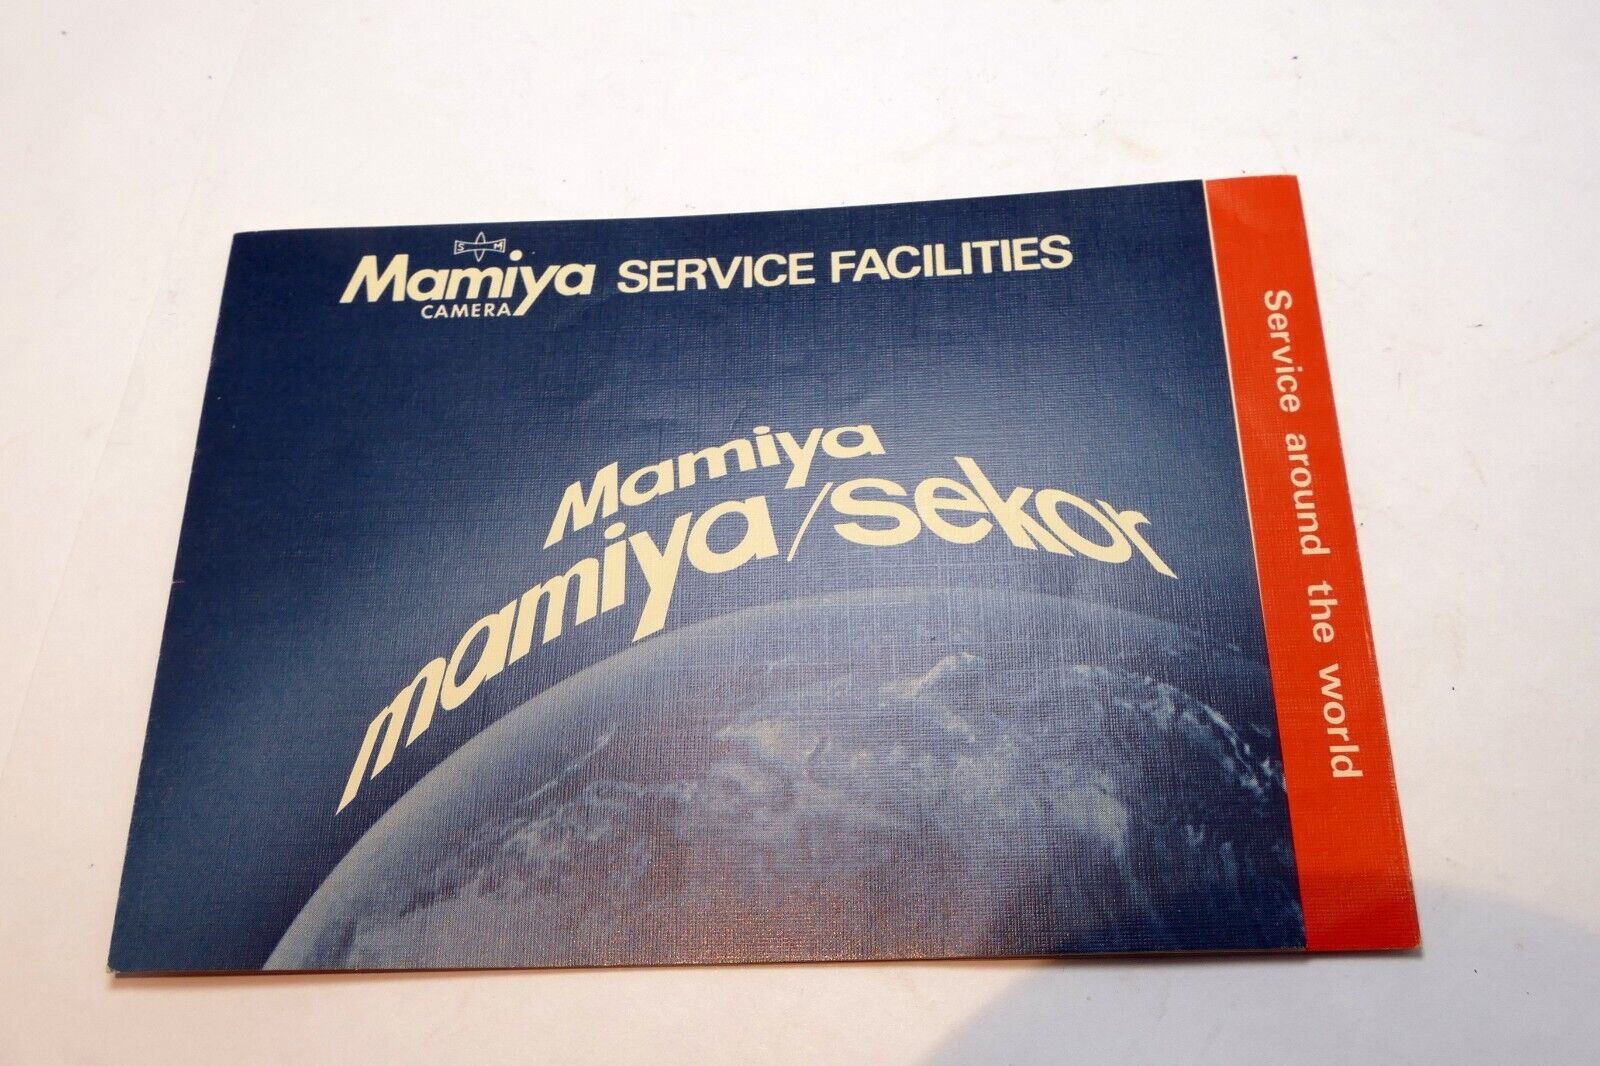 S M
Mamiya SERVICE FACILITIES
CAMERA
Mamiya
mamiya/sekor
Service around the world